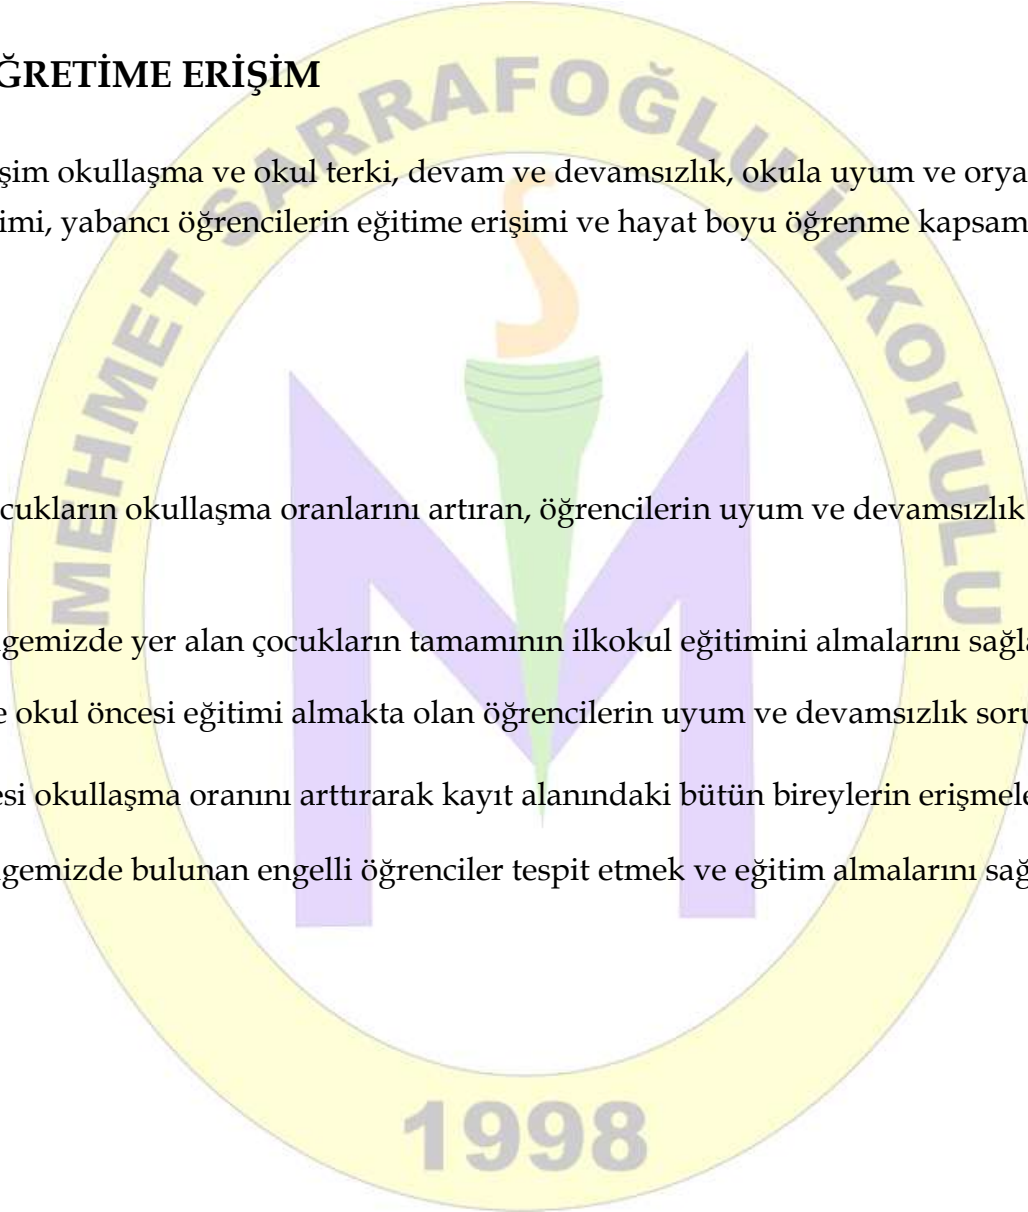 ĞRETİME ERİŞİM
şim okullaşma ve okul terki, devam ve devamsızlık, okula uyum ve orya
imi, yabancı öğrencilerin eğitime erişimi ve hayat boyu öğrenme kapsam
cukların okullaşma oranlarını artıran, öğrencilerin uyum ve devamsızlık
lgemizde yer alan çocukların tamamının ilkokul eğitimini almalarını sağla
e okul öncesi eğitimi almakta olan öğrencilerin uyum ve devamsızlık soru
esi okullaşma oranını arttırarak kayıt alanındaki bütün bireylerin erişmele
lgemizde bulunan engelli öğrenciler tespit etmek ve eğitim almalarını sağ
MEHMET SARRAFOĞLU İLKOKULU
1998